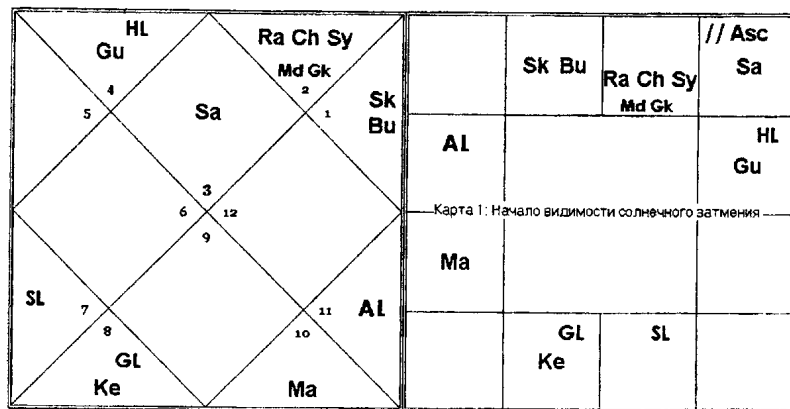 HL
Gu
Ra Ch Sy
Md Gk
4
2
5
Sa
1
Sk
Bu
3
6
12
9
SL
7
11
AL
8
10
GL
Ke
Ma
// Asc
Sk Bu
Sa
Ra Ch Sy
Md Gk
AL
HL
Gu
Карта 1: Начало видимости солнечного затмения
Ma
GL
SL
Ke